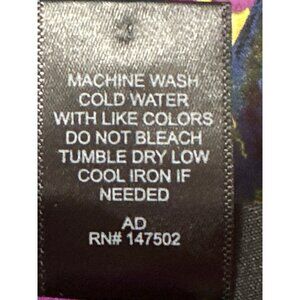 MACHINE WASH
COLD WATER
WITH LIKE COLORS
DO NOT BLEACH
TUMBLE DRY LOW
COOL IRON IF
NEEDED
AD
RN# 147502